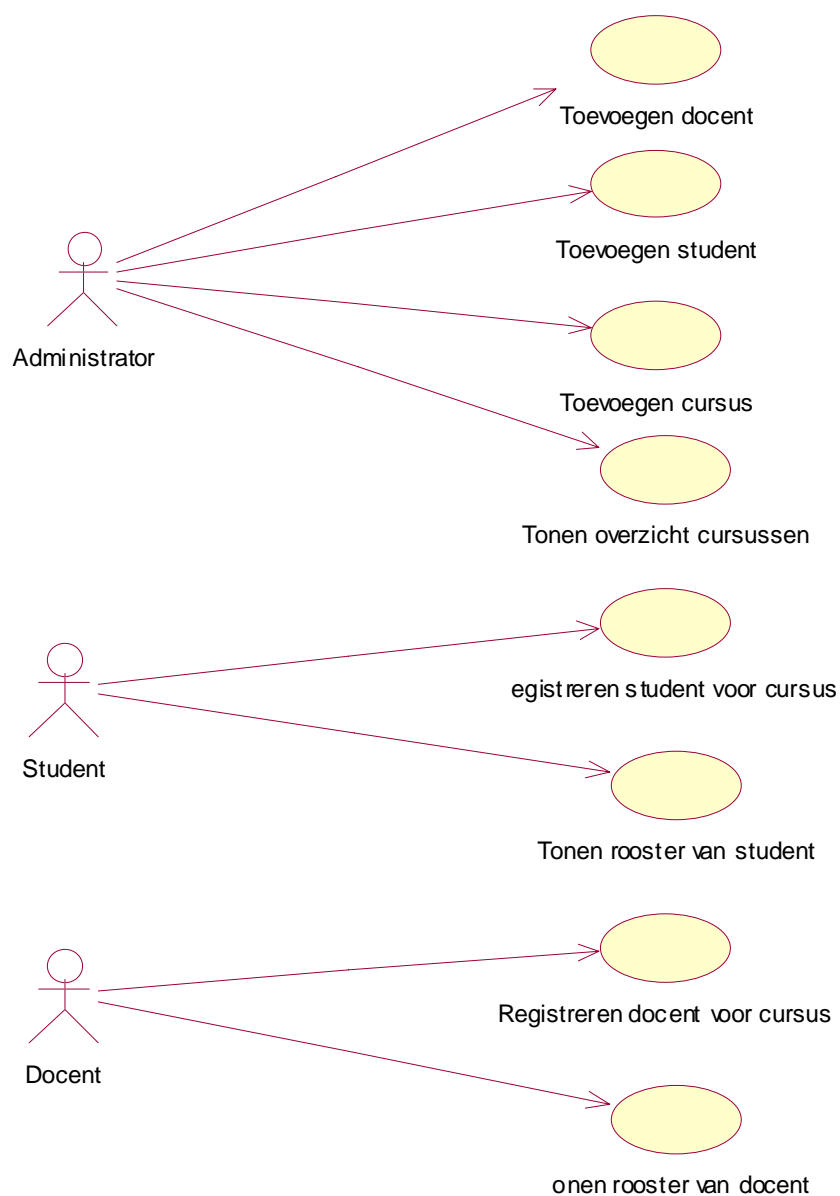 Toevoegen docent
Toevoegen student
Administrator
Toevoegen cursus
Tonen overzicht cursussen
egistreren student voor cursus
Student
Tonen rooster van student
Registreren docent voor cursus
Docent
onen rooster van docent